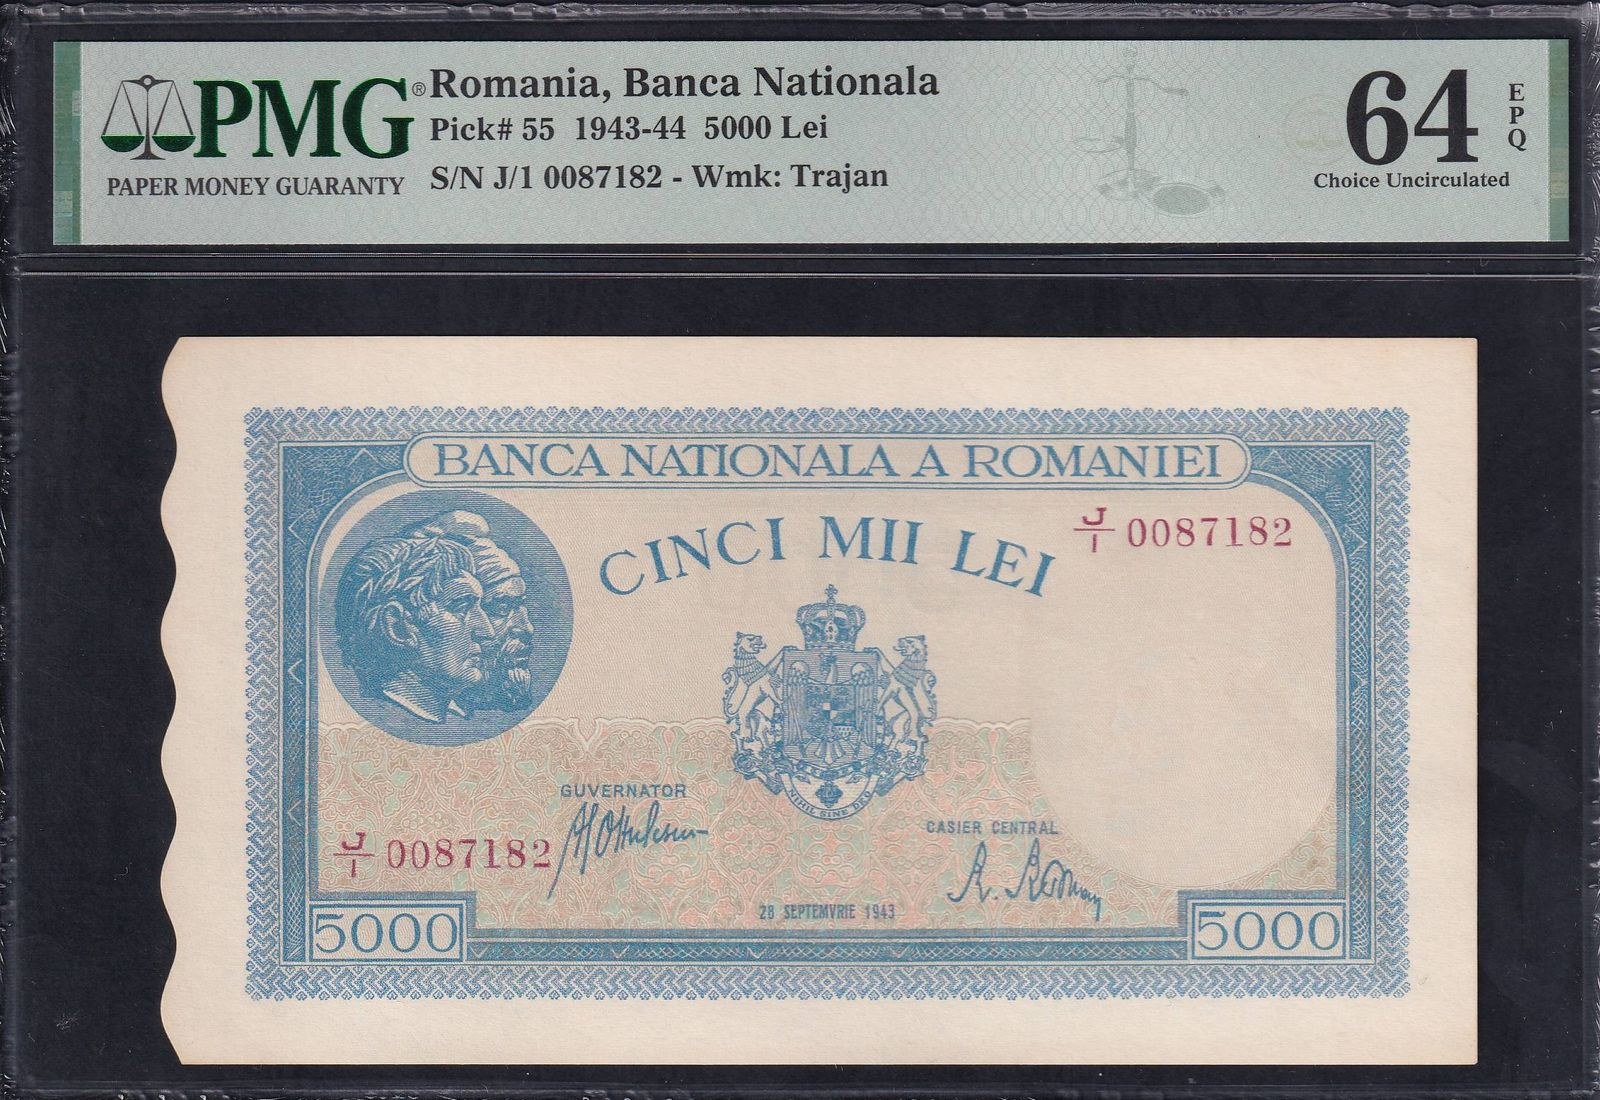 PMG®
PAPER MONEY GUARANTY
Romania, Banca Nationala
Pick# 55 1943-44 5000 Lei
S/N J/1 0087182 - Wmk: Trajan
64 EPQ
Choice Uncirculated
BANCA NATIONALA A ROMANIEI
CINCI MII LEI
J/1 0087182
NIHIL SINE DEO
GUVERNATOR
CASIER CENTRAL
J/1 0087182
28 SEPTEMVRIE 1943
5000
5000